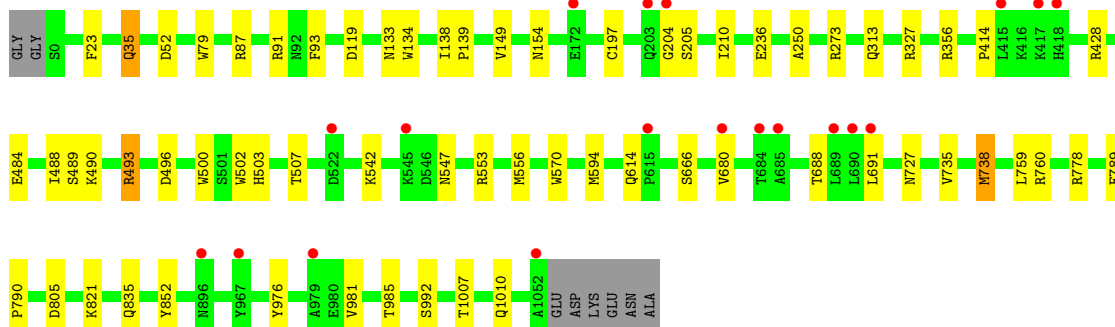 GLY GLY S0 F23 Q35 D52 W79 R87 R91 N92 F93 D119 N133 W134 I138 P139 V149 N154 E172 C197 Q203 G204 S205 I210 E236 A250 R273 Q313 R327 R356 P414 L415 K416 K417 H418 R428
E484 I488 S489 K490 R493 D496 W500 S501 W502 H503 T507 D522 K542 K545 D546 N547 R553 M556 W570 M594 Q614 P615 S666 V680 T684 A685 T688 L689 L690 L691 N727 V735 M738 L759 R760 R778
P790 D805 K821 Q835 Y852 N896 Y967 Y976 A979 E980 V981 T985 S992 T1007 Q1010 A1052 GLU ASP LYS GLU ASN ALA